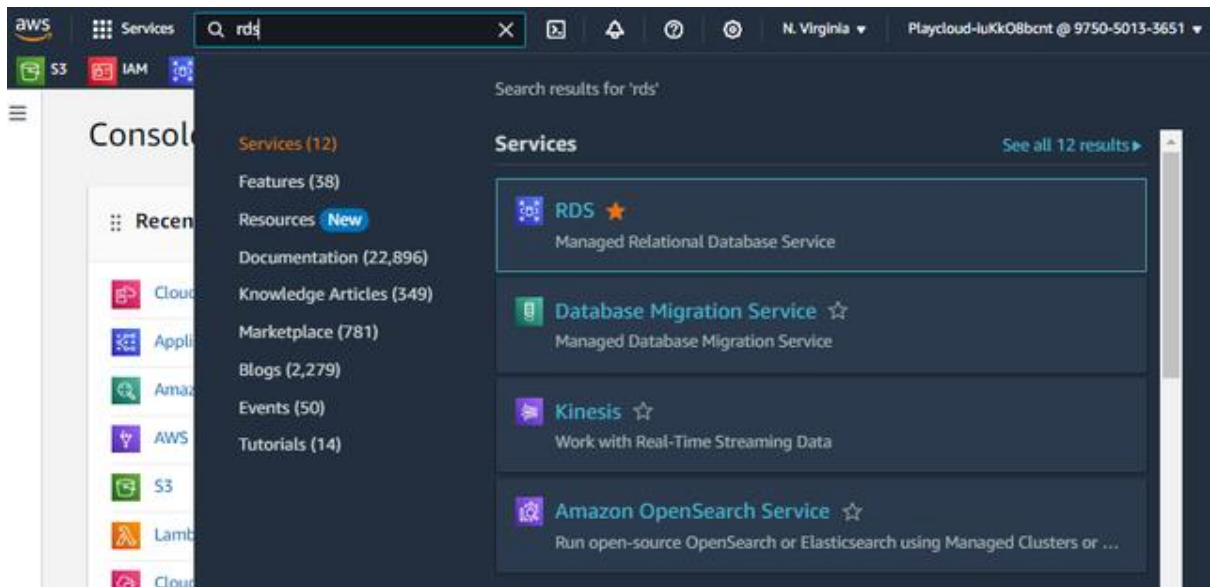 aws
Services
rds
N. Virginia
Playcloud-iuKkO8bcnt @ 9750-5013-3651
S3
IAM
Search results for 'rds'
Consol
Recen
Cloud
Appli
Amaz
AWS
S3
Lamb
Cloud
Services (12)
Features (38)
Resources New
Documentation (22,896)
Knowledge Articles (349)
Marketplace (781)
Blogs (2,279)
Events (50)
Tutorials (14)
Services
See all 12 results
RDS
Managed Relational Database Service
Database Migration Service
Managed Database Migration Service
Kinesis
Work with Real-Time Streaming Data
Amazon OpenSearch Service
Run open-source OpenSearch or Elasticsearch using Managed Clusters or ...